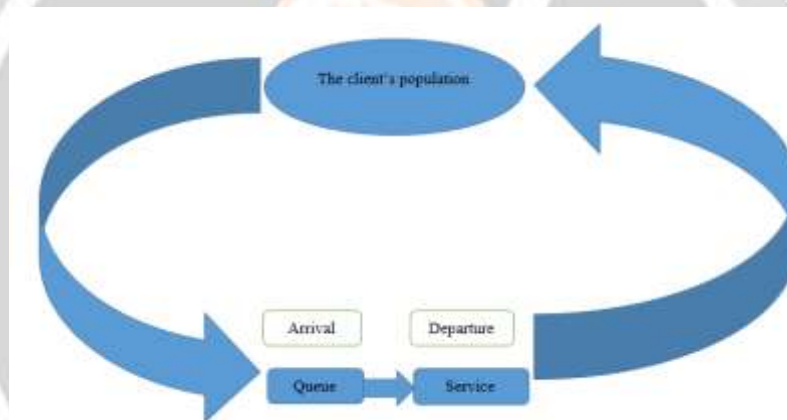 The client's population
Arrival
Departure
Queue
Service